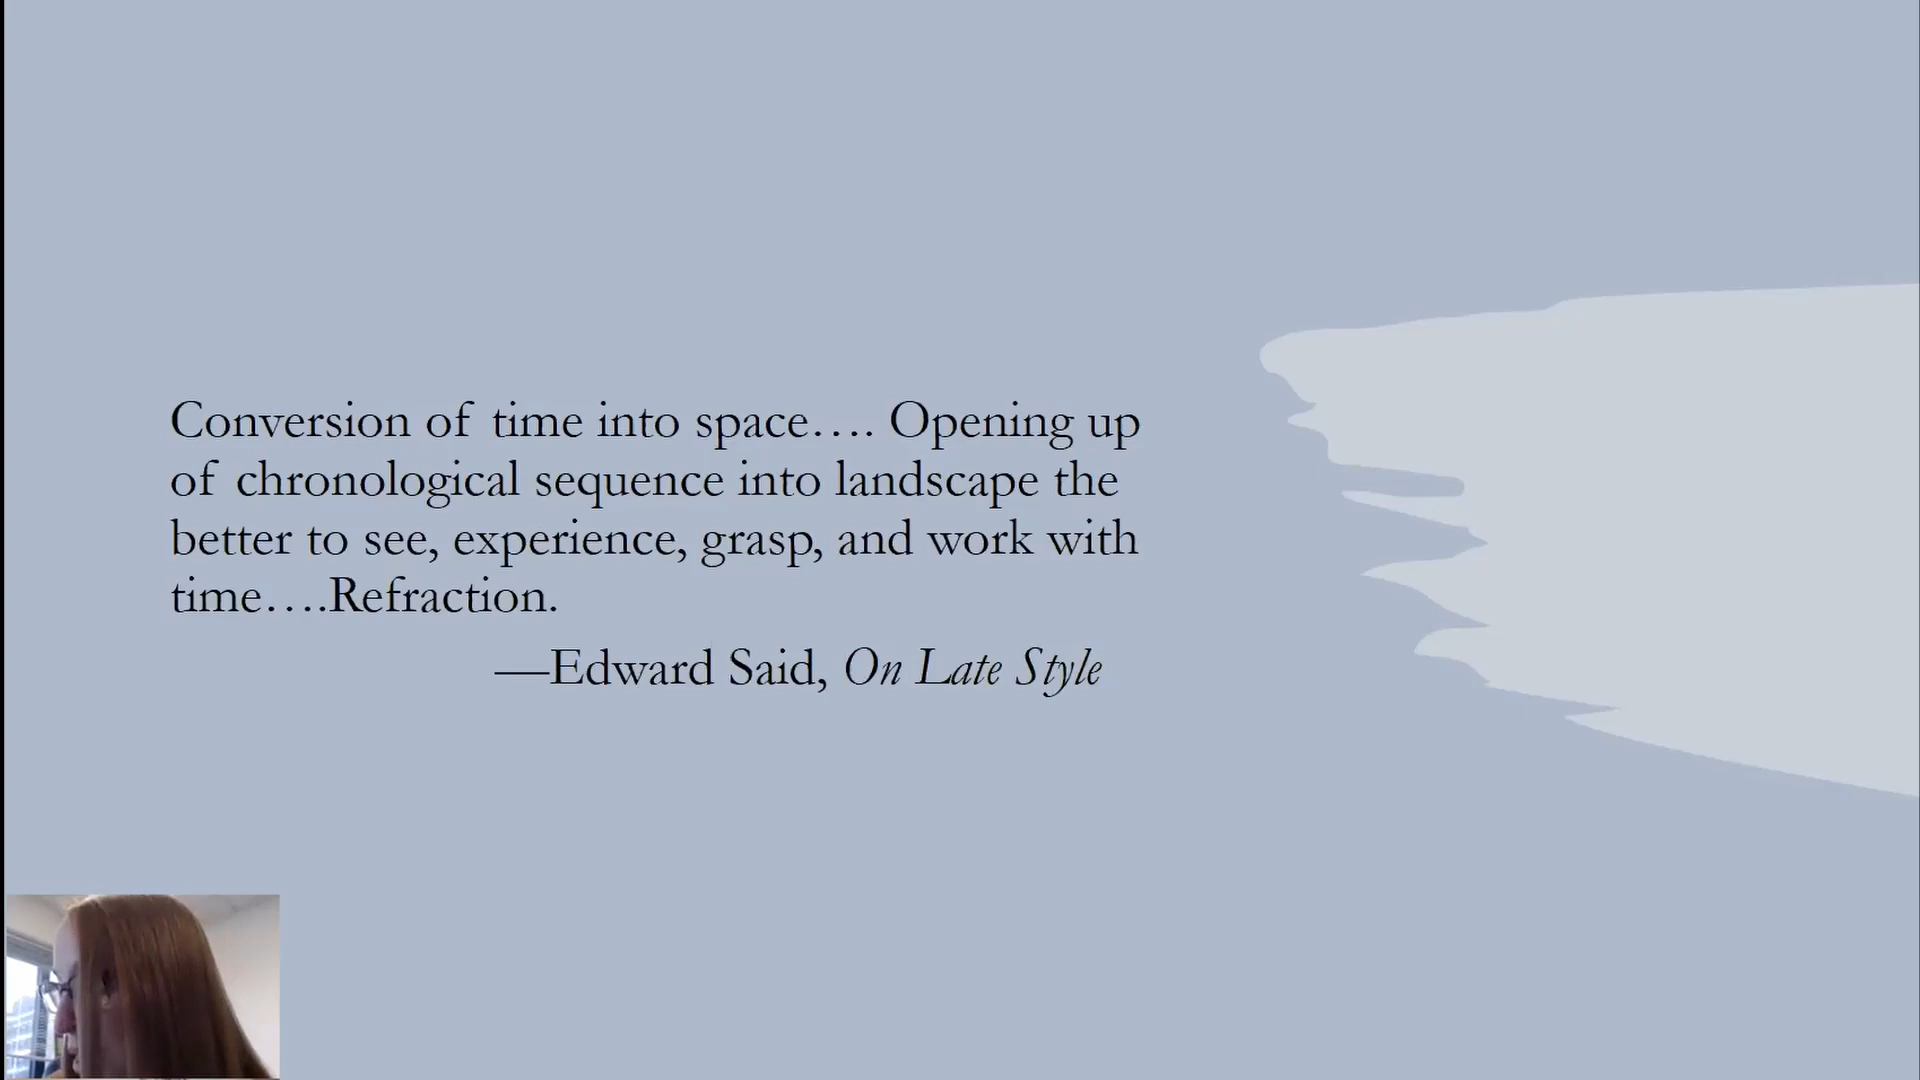 Conversion of time into space…. Opening up
of chronological sequence into landscape the
better to see, experience, grasp, and work with
time….Refraction.
—Edward Said, On Late Style